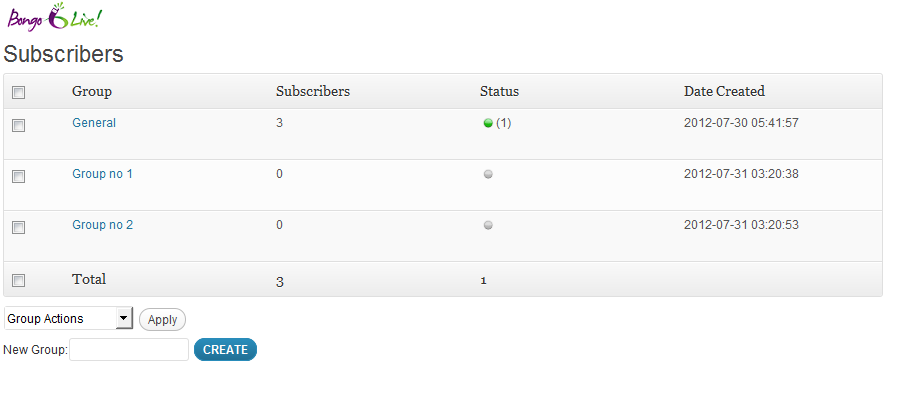 Bongo Live!
Subscribers
Group Subscribers Status Date Created
General 3 (1) 2012-07-30 05:41:57
Group no 1 0 2012-07-31 03:20:38
Group no 2 0 2012-07-31 03:20:53
Total 3 1
Group Actions Apply
New Group: CREATE